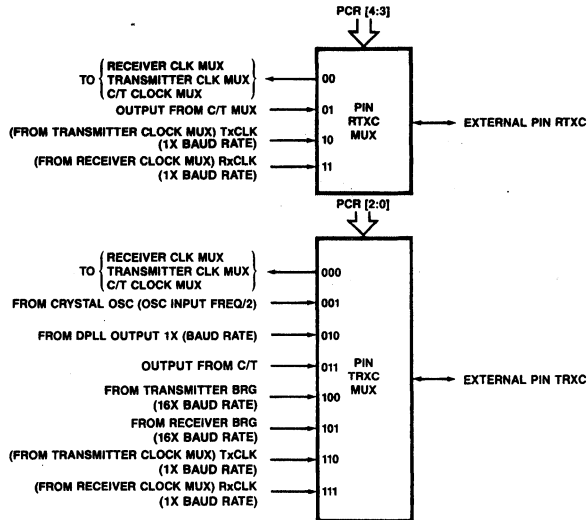 PCR [4:3]
RECEIVER CLK MUX
TO { TRANSMITTER CLK MUX }
C/T CLOCK MUX
00
OUTPUT FROM C/T MUX
01
(FROM TRANSMITTER CLOCK MUX) TxCLK
(1X BAUD RATE)
10
(FROM RECEIVER CLOCK MUX) RxCLK
(1X BAUD RATE)
11
PIN
RTXC
MUX
EXTERNAL PIN RTXC
PCR [2:0]
RECEIVER CLK MUX
TO { TRANSMITTER CLK MUX }
C/T CLOCK MUX
000
FROM CRYSTAL OSC (OSC INPUT FREQ/2)
001
FROM DPLL OUTPUT 1X (BAUD RATE)
010
OUTPUT FROM C/T
011
FROM TRANSMITTER BRG
(16X BAUD RATE)
100
FROM RECEIVER BRG
(16X BAUD RATE)
101
(FROM TRANSMITTER CLOCK MUX) TxCLK
(1X BAUD RATE)
110
(FROM RECEIVER CLOCK MUX) RxCLK
(1X BAUD RATE)
111
PIN
TRXC
MUX
EXTERNAL PIN TRXC